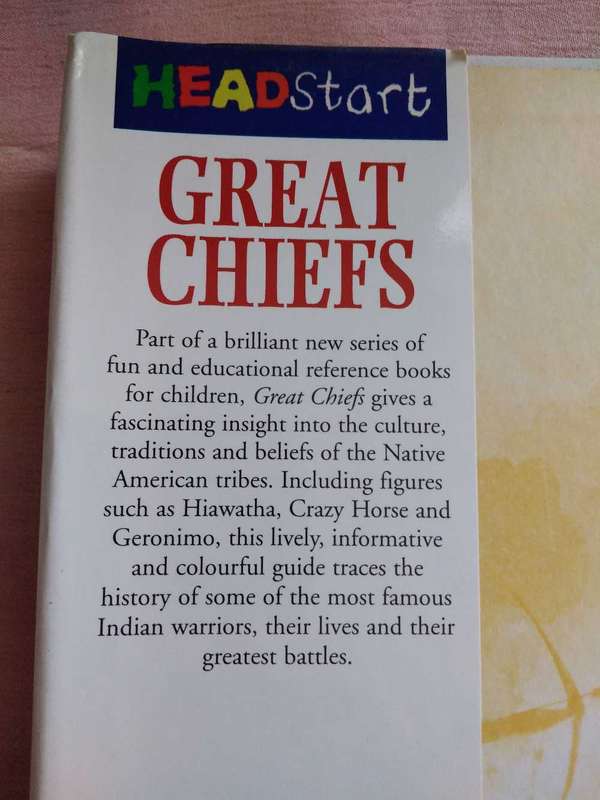 HEADStart
GREAT
CHIEFS
Part of a brilliant new series of
fun and educational reference books
for children, Great Chiefs gives a
fascinating insight into the culture,
traditions and beliefs of the Native
American tribes. Including figures
such as Hiawatha, Crazy Horse and
Geronimo, this lively, informative
and colourful guide traces the
history of some of the most famous
Indian warriors, their lives and their
greatest battles.